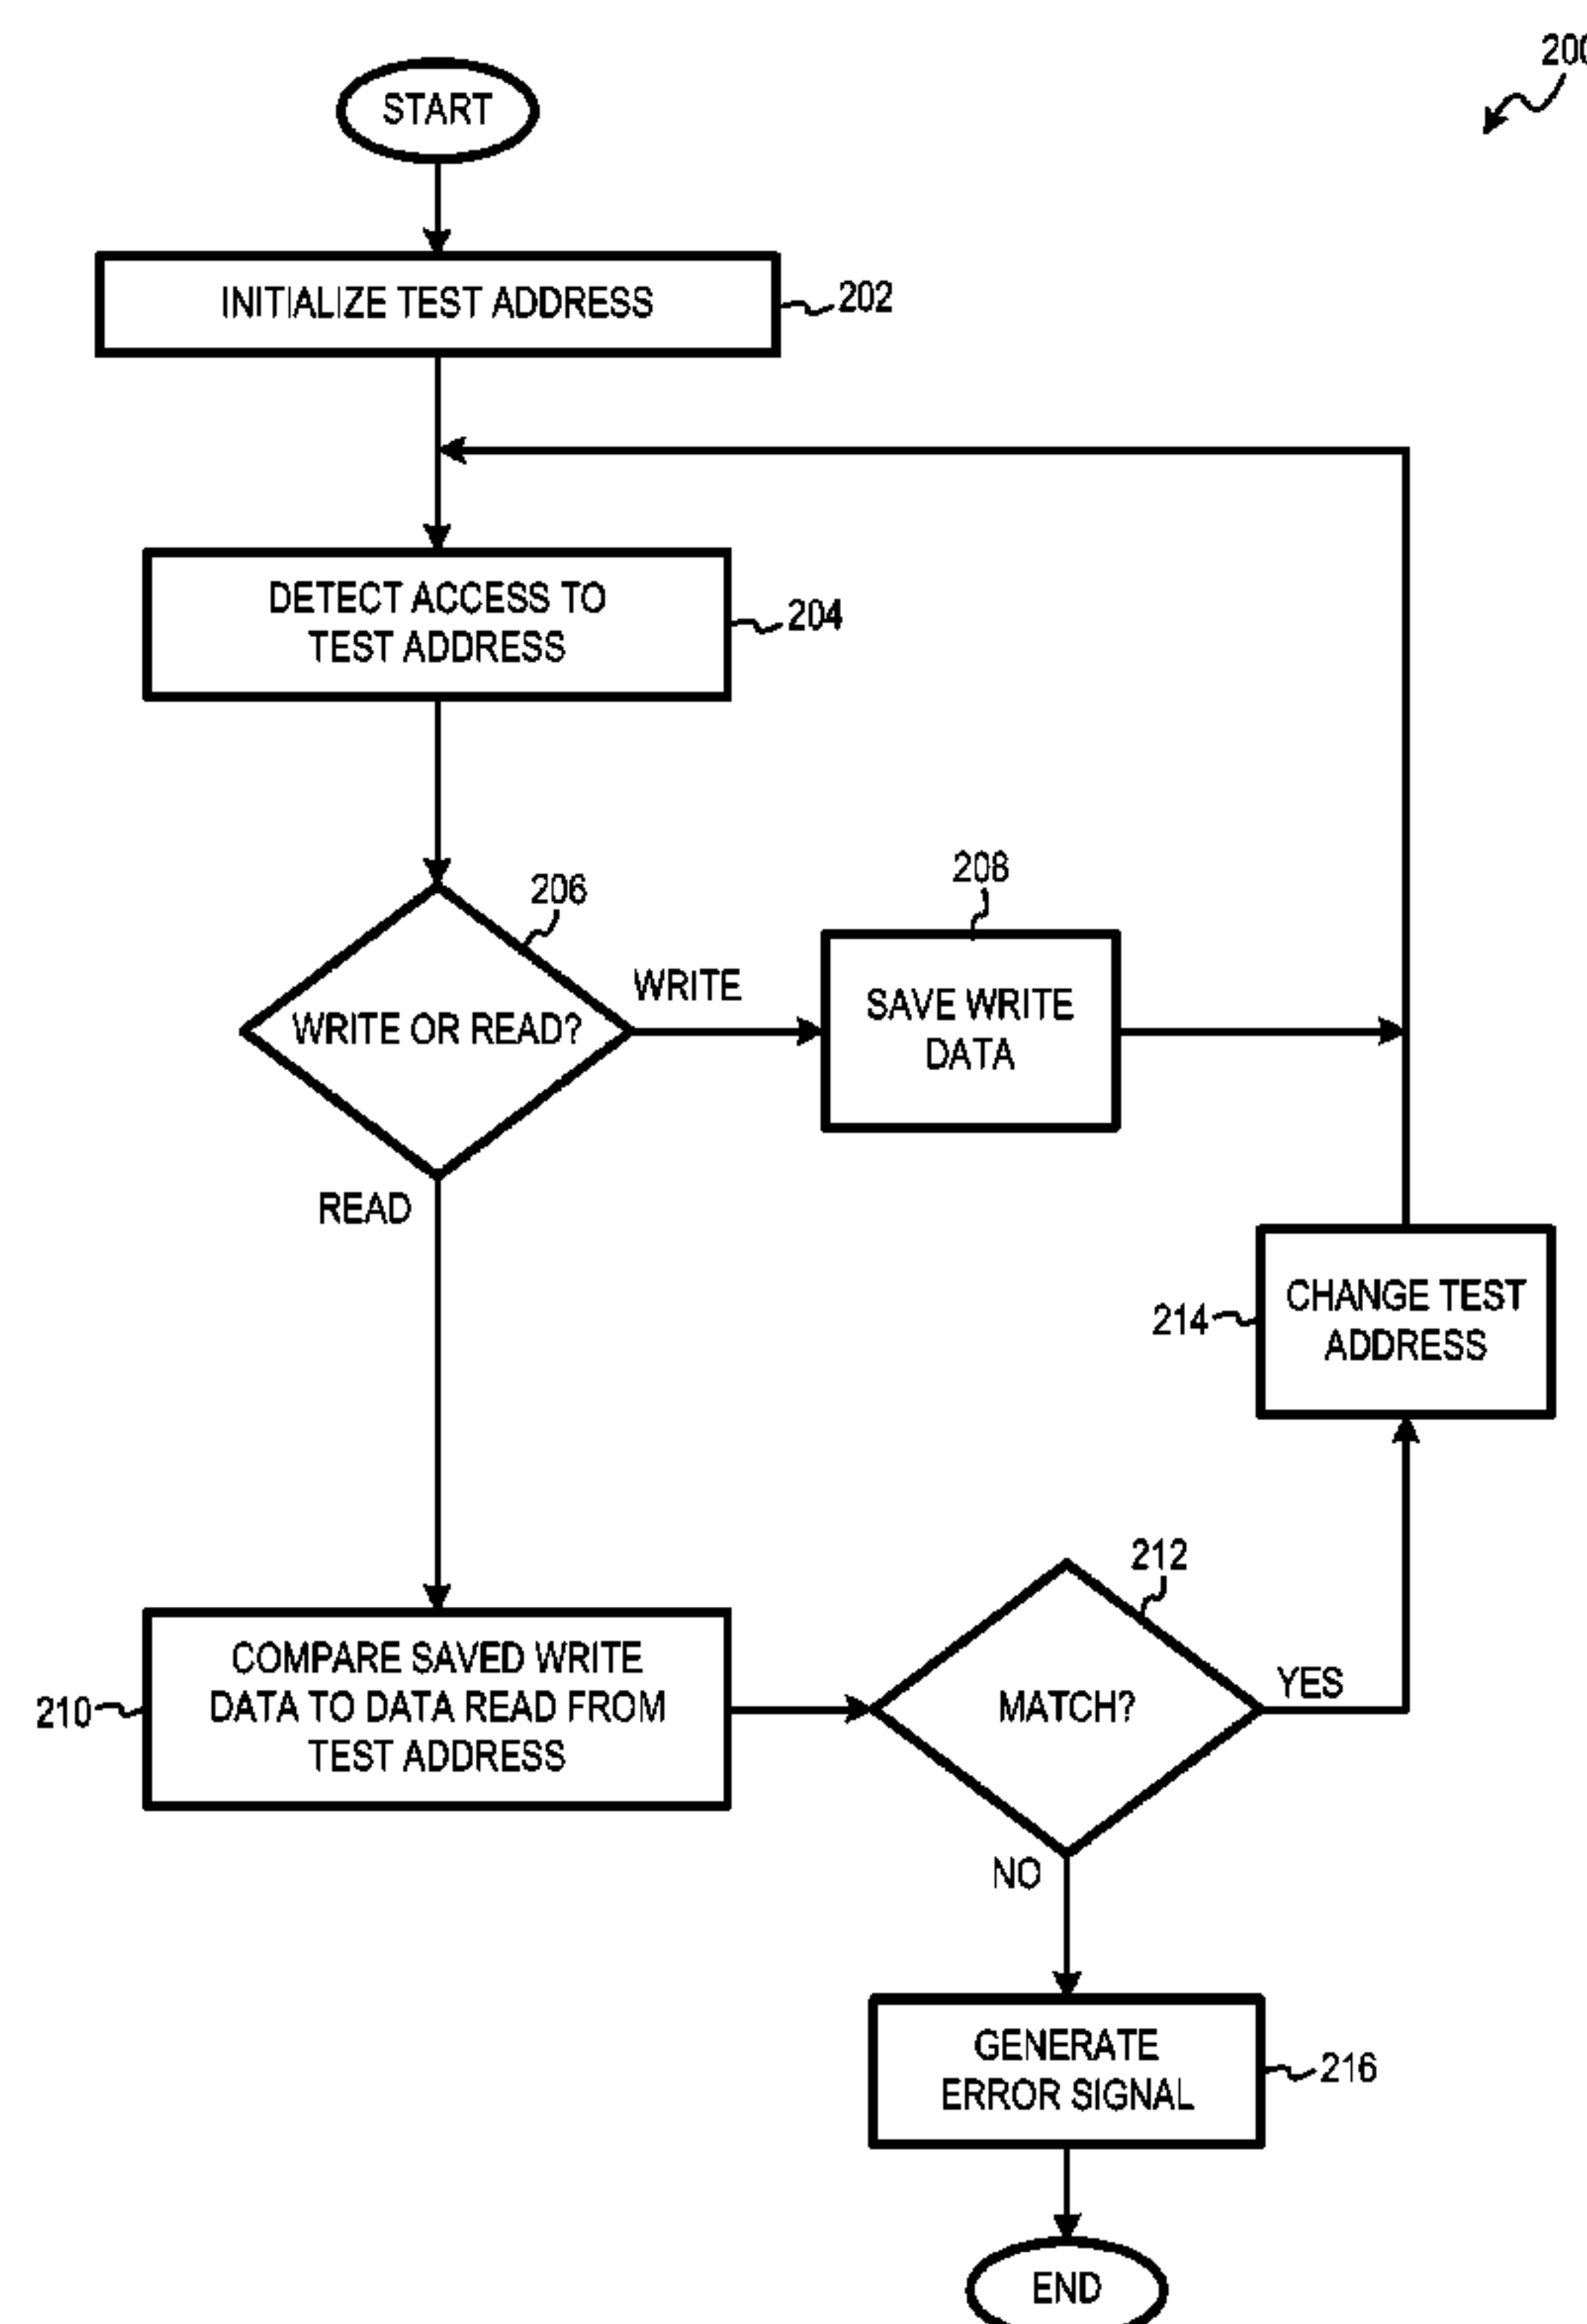 200
START
INITIALIZE TEST ADDRESS
202
DETECT ACCESS TO
TEST ADDRESS
204
206
WRITE OR READ?
WRITE
READ
208
SAVE WRITE
DATA
214
CHANGE TEST
ADDRESS
210
COMPARE SAVED WRITE
DATA TO DATA READ FROM
TEST ADDRESS
212
MATCH?
YES
NO
GENERATE
ERROR SIGNAL
216
END